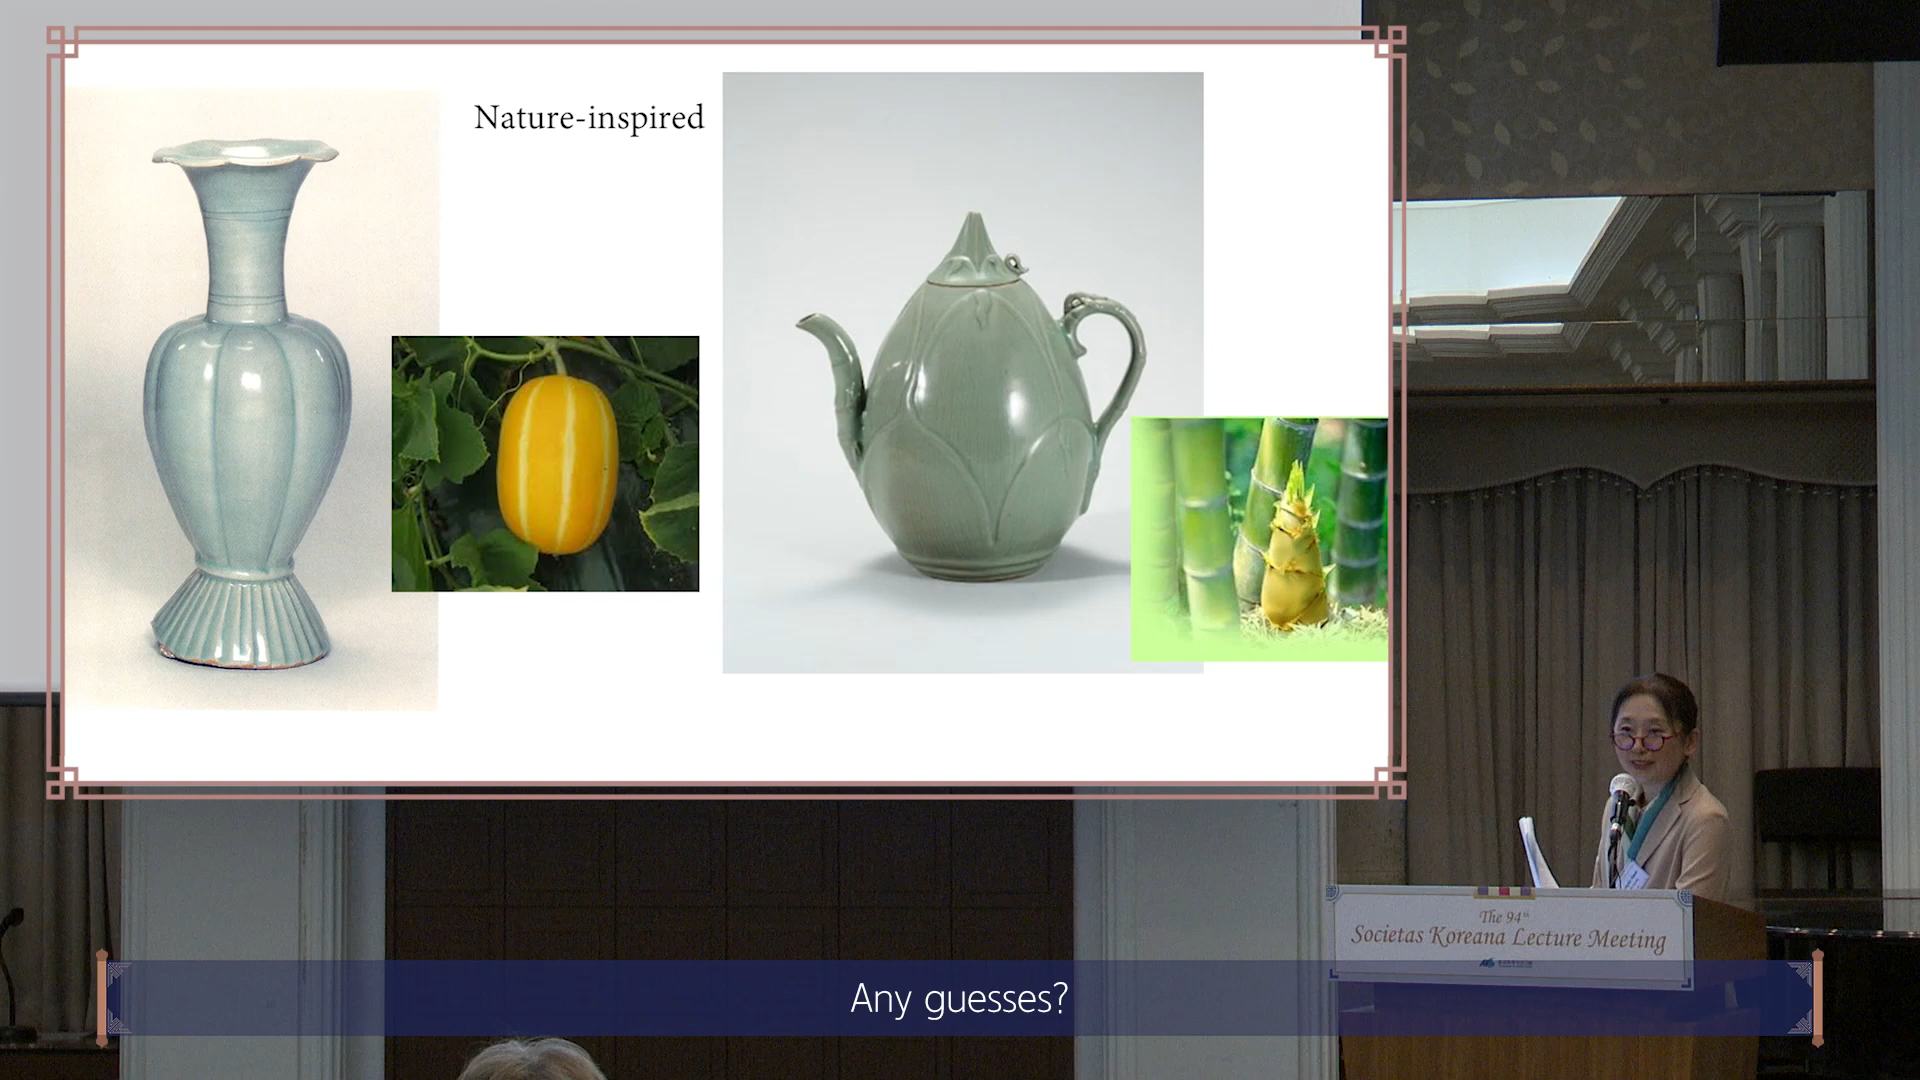 Nature-inspired
The 94th
Societas Koreana Lecture Meeting
Any guesses?